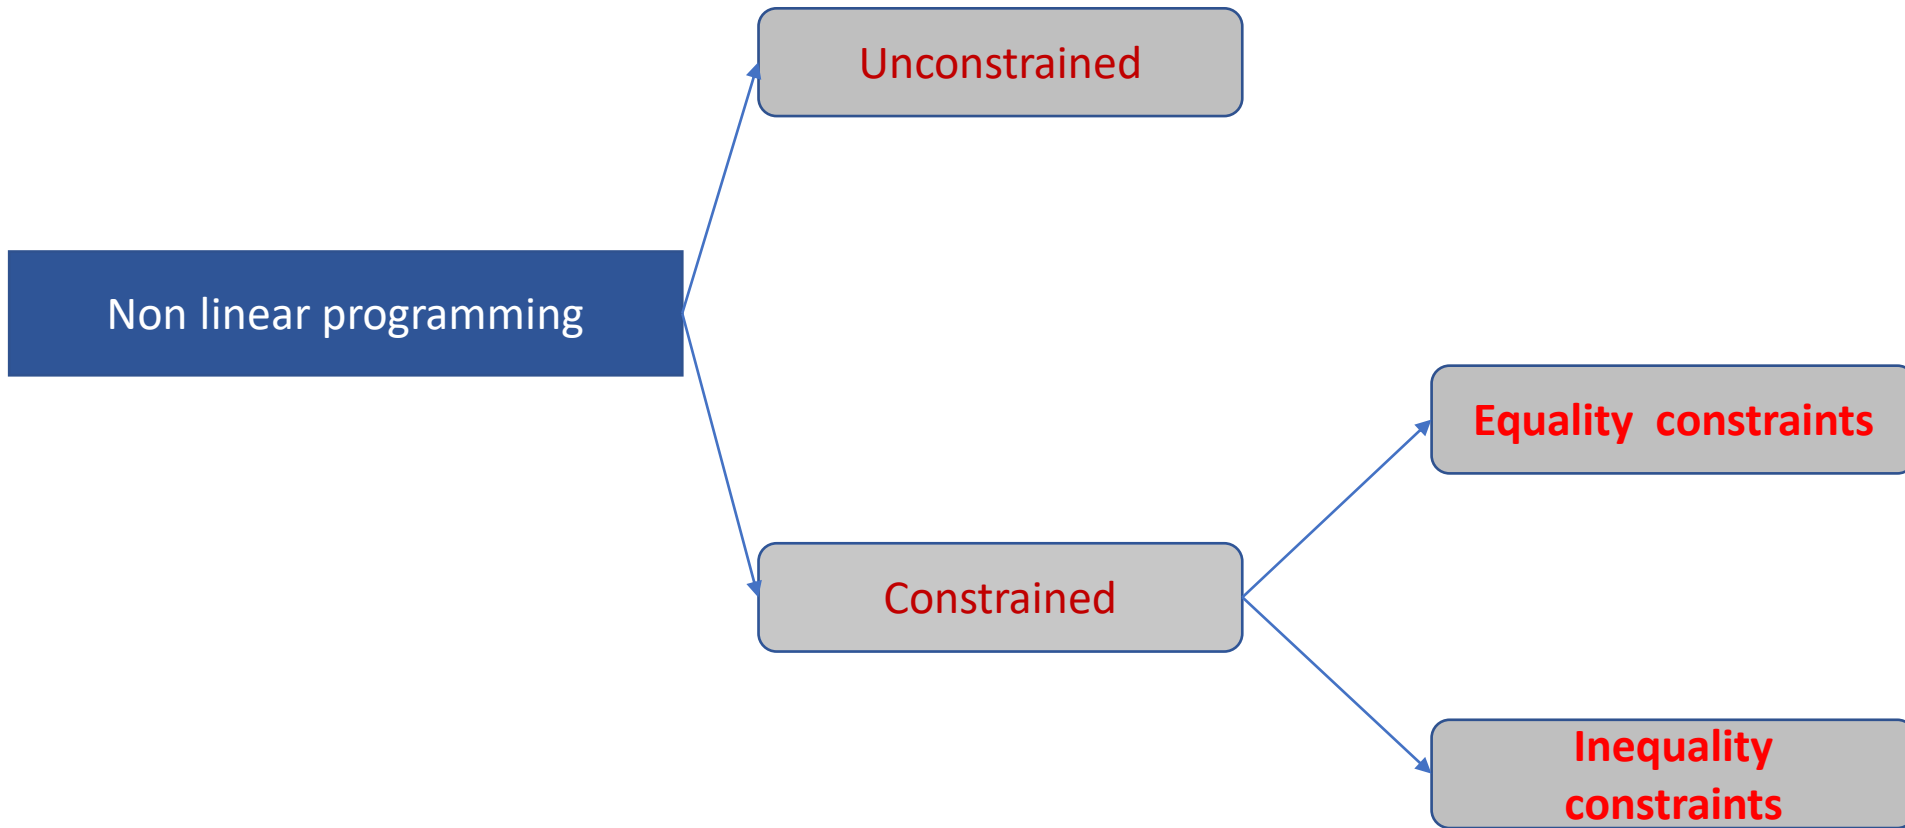 Unconstrained
Non linear programming
Equality  constraints
Constrained
Inequality
constraints